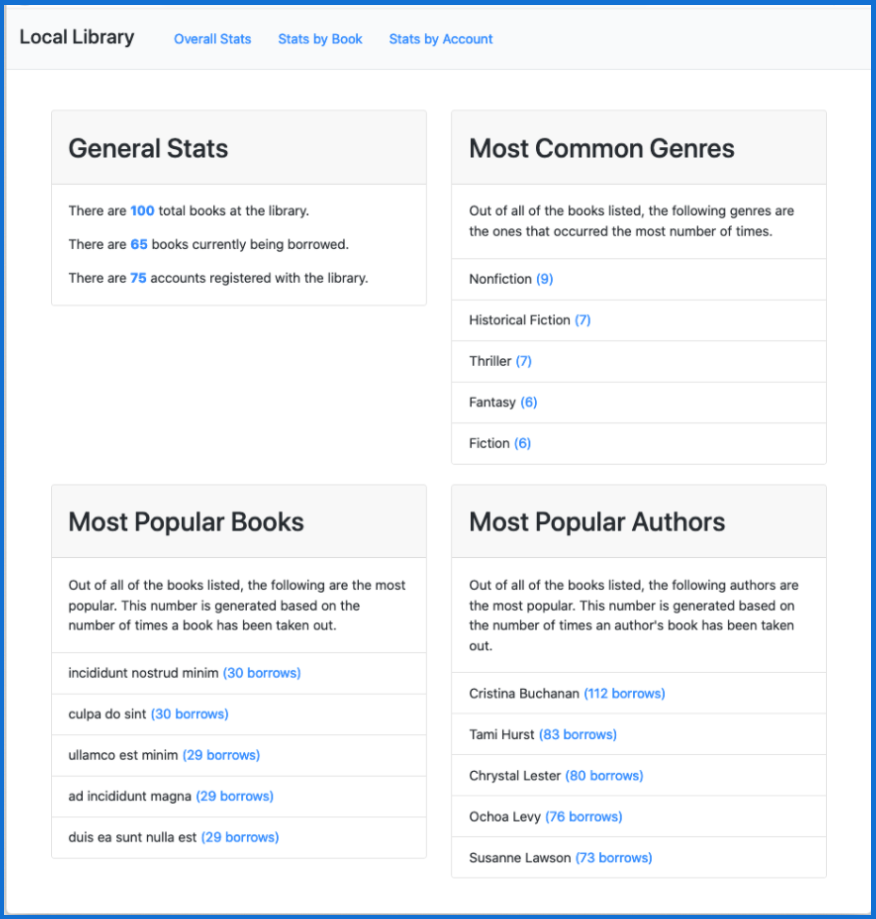 Local Library
Overall Stats
Stats by Book
Stats by Account
General Stats
There are 100 total books at the library.
There are 65 books currently being borrowed.
There are 75 accounts registered with the library.
Most Common Genres
Out of all of the books listed, the following genres are
the ones that occurred the most number of times.
Nonfiction (9)
Historical Fiction (7)
Thriller (7)
Fantasy (6)
Fiction (6)
Most Popular Books
Out of all of the books listed, the following are the most
popular. This number is generated based on the
number of times a book has been taken out.
incididunt nostrud minim (30 borrows)
culpa do sint (30 borrows)
ullamco est minim (29 borrows)
ad incididunt magna (29 borrows)
duis ea sunt nulla est (29 borrows)
Most Popular Authors
Out of all of the books listed, the following authors are
the most popular. This number is generated based on
the number of times an author's book has been taken
out.
Cristina Buchanan (112 borrows)
Tami Hurst (83 borrows)
Chrystal Lester (80 borrows)
Ochoa Levy (76 borrows)
Susanne Lawson (73 borrows)